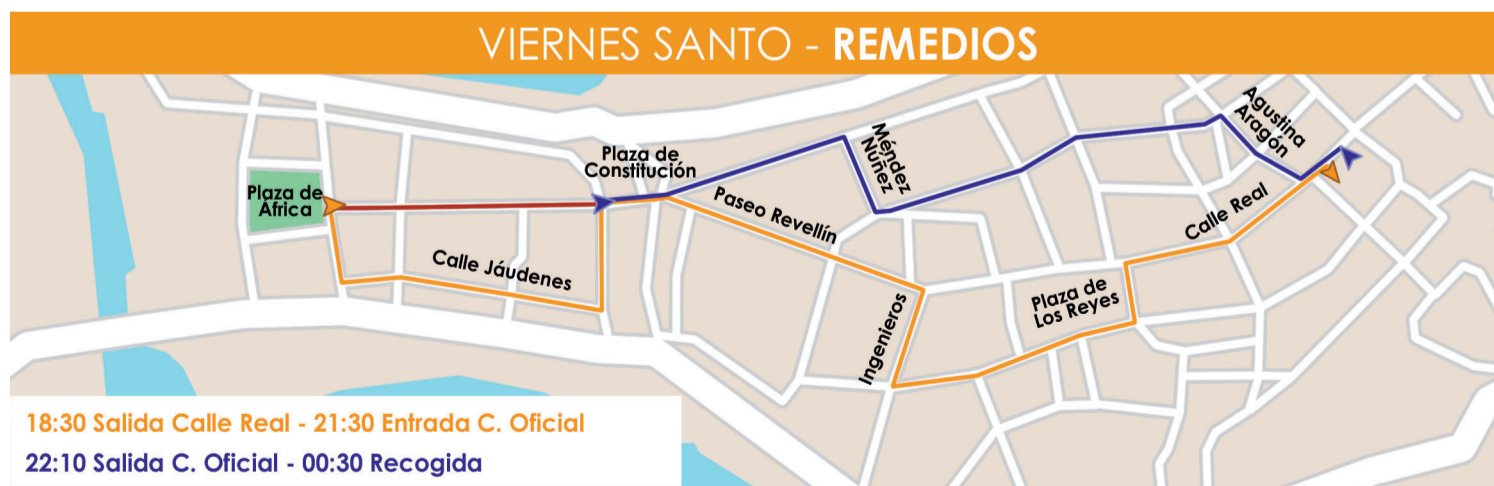 VIERNES SANTO - REMEDIOS
Agustina
Aragón
Méndez
Núñez
Plaza de
Constitución
Plaza de
África
Paseo Revellín
Calle Real
Calle Jáudenes
Plaza de
Los Reyes
Ingenieros
18:30 Salida Calle Real - 21:30 Entrada C. Oficial
22:10 Salida C. Oficial - 00:30 Recogida